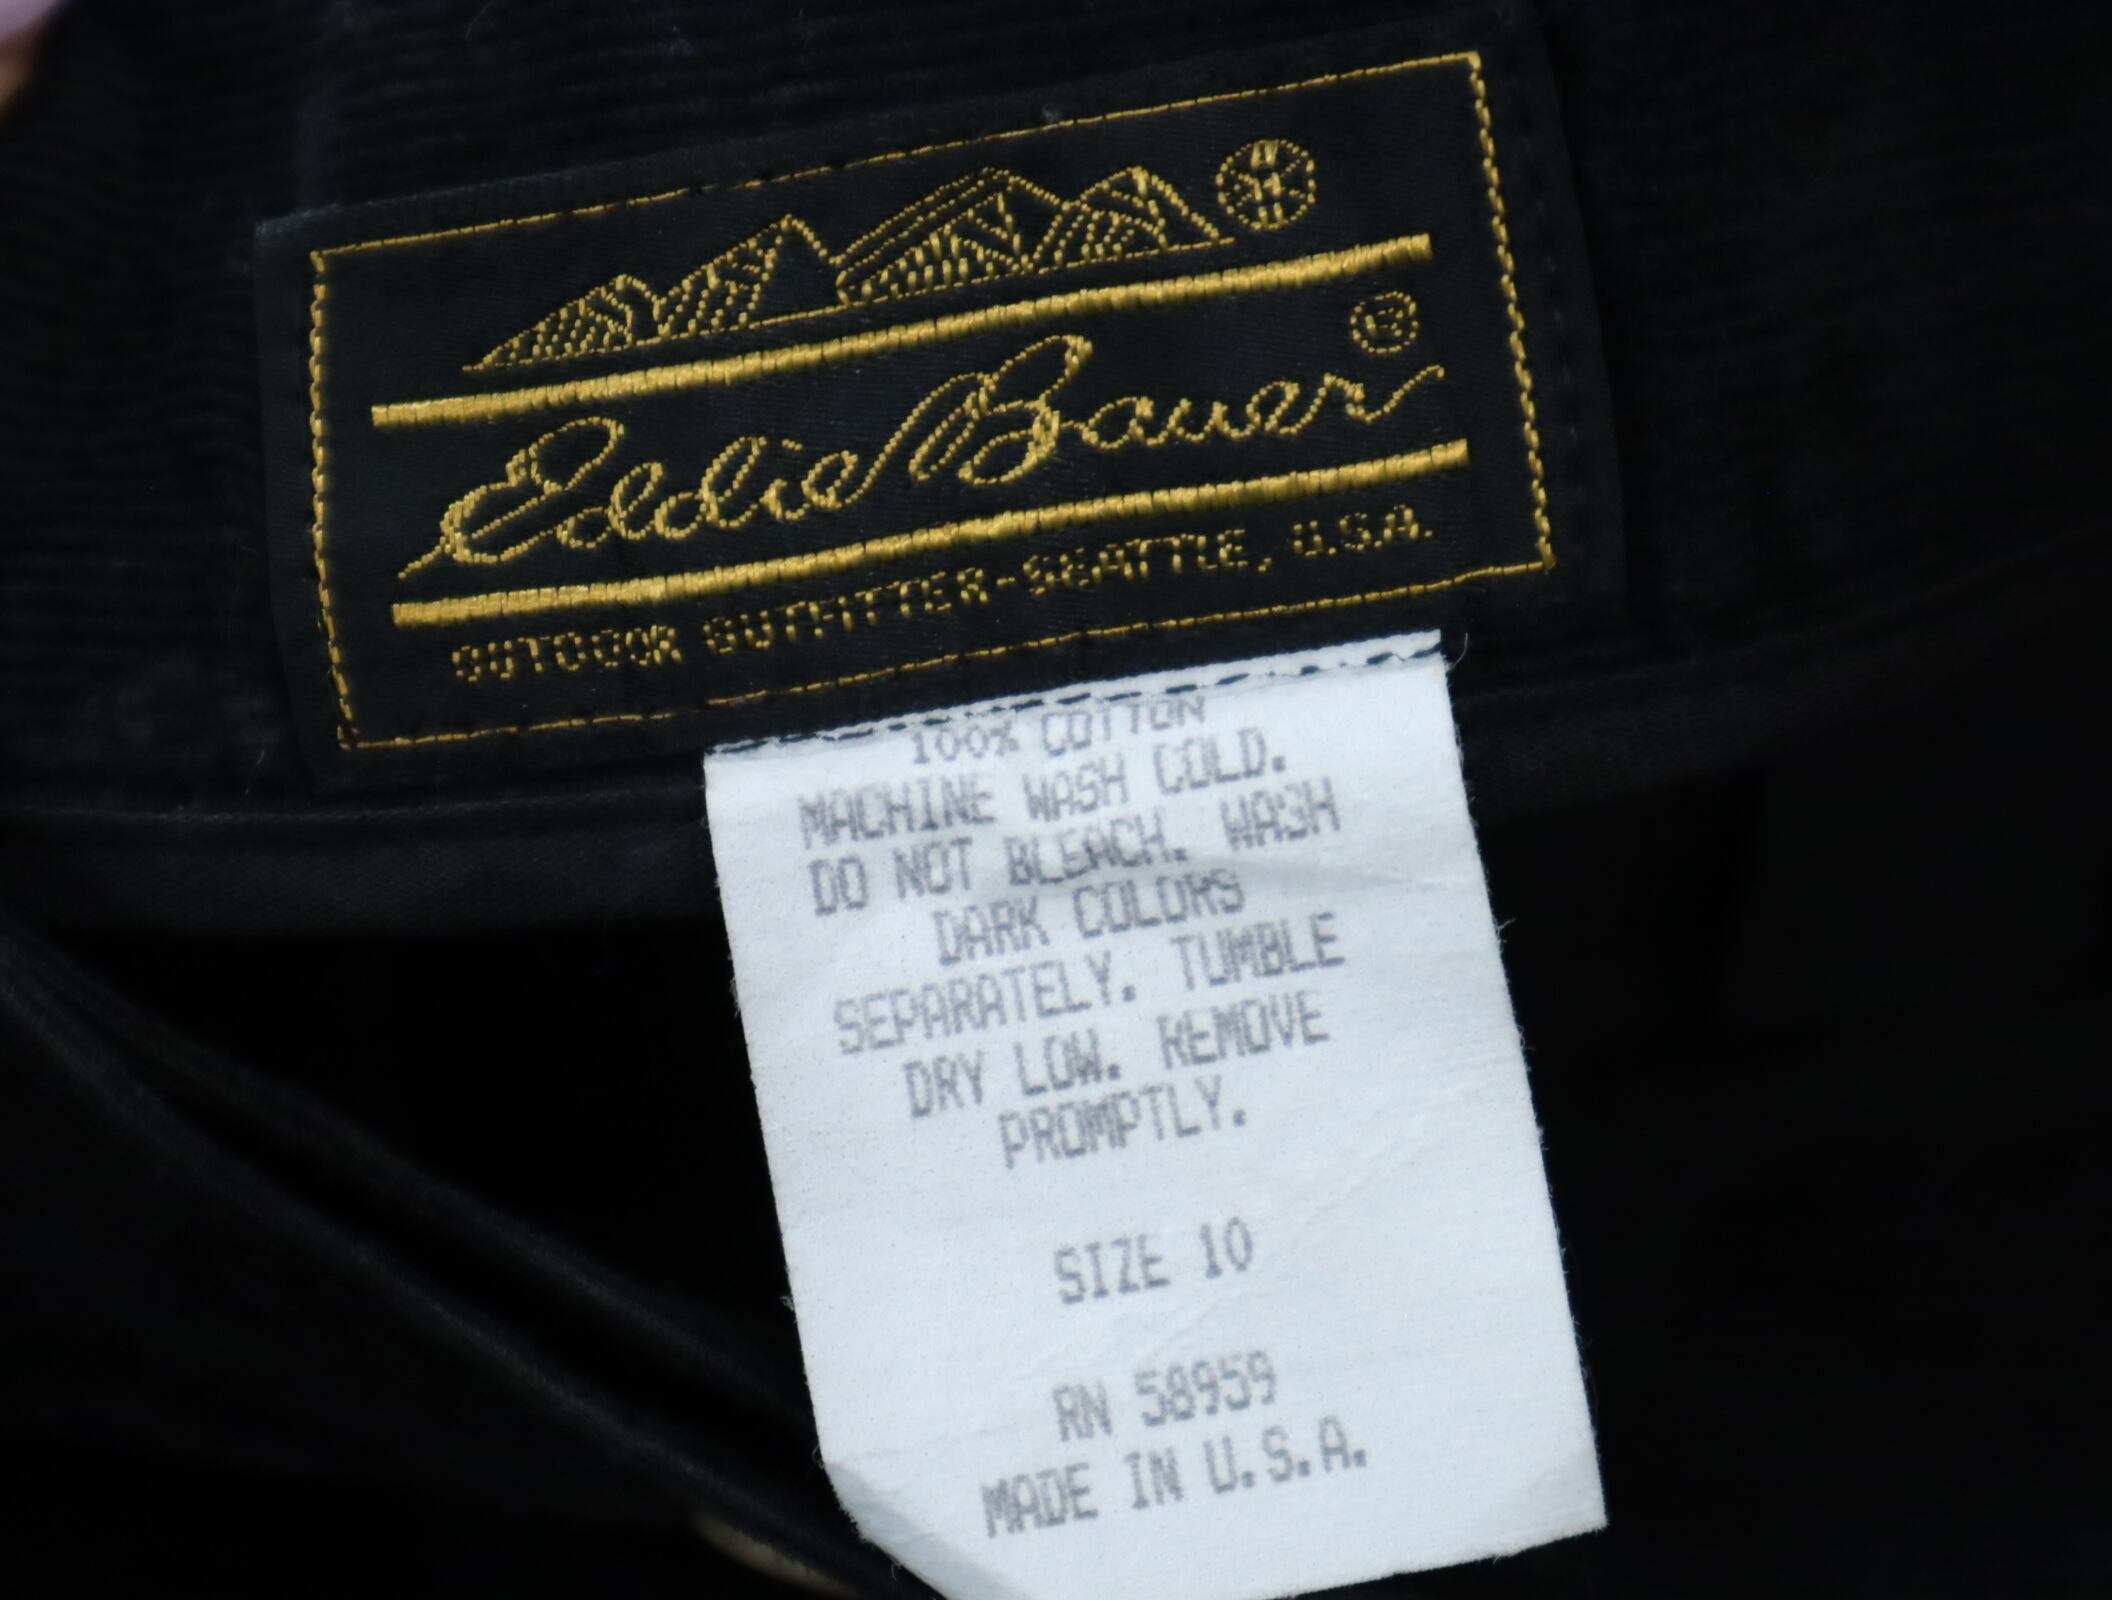 Eddie Bauer ®
OUTDOOR OUTFITTER-SEATTLE, U.S.A.
100% COTTON
MACHINE WASH COLD.
DO NOT BLEACH. WASH
DARK COLORS
SEPARATELY. TUMBLE
DRY LOW. REMOVE
PROMPTLY.
SIZE 10
RN 58959
MADE IN U.S.A.